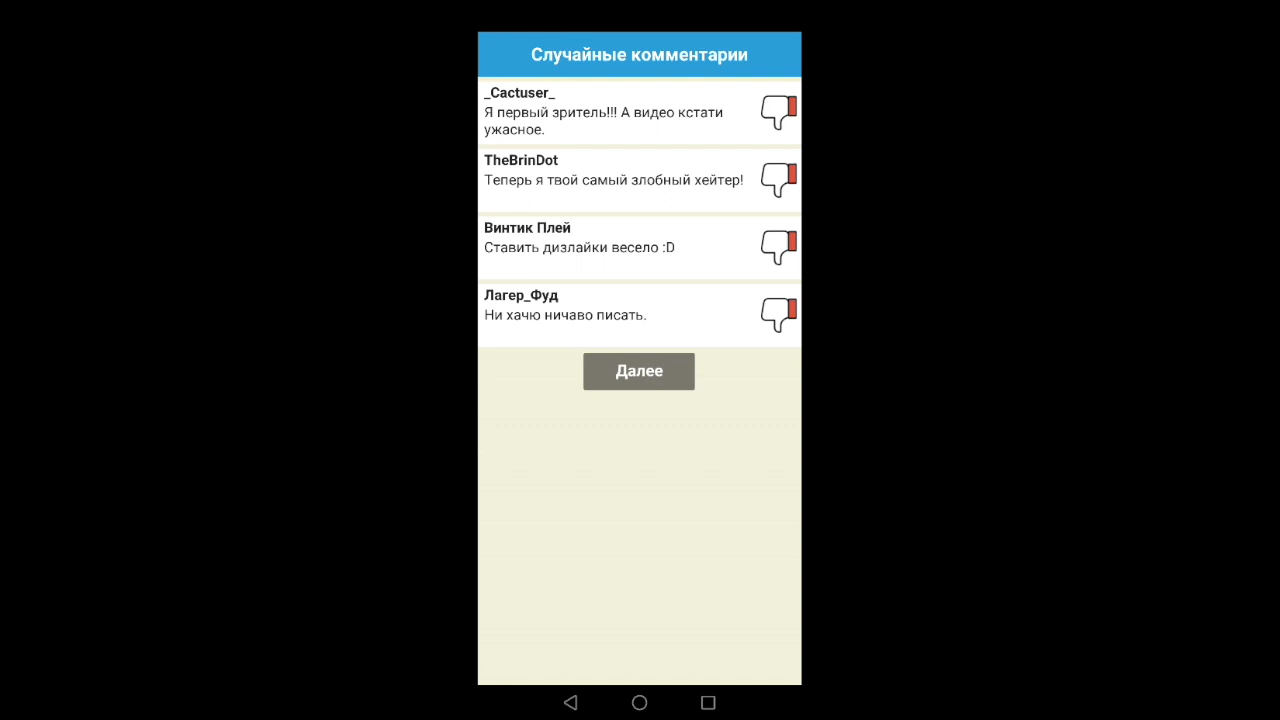 Случайные комментарии
_Cactuser_
Я первый зритель!!! А видео кстати
ужасное.
TheBrinDot
Теперь я твой самый злобный хейтер!
Винтик Плей
Ставить дизлайки весело :D
Лагер_Фуд
Ни хачю ничаво писать.
Далее